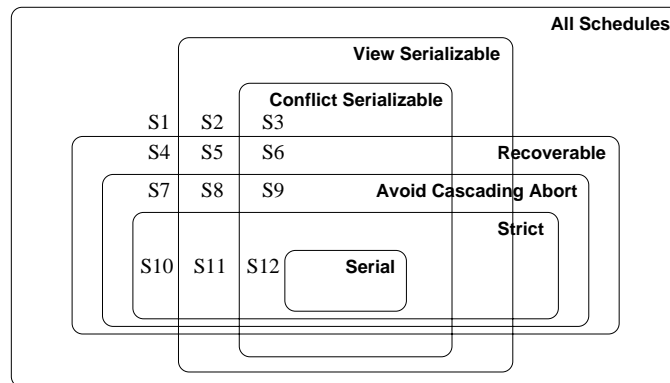 All Schedules
View Serializable
Conflict Serializable
S1 S2 S3
S4 S5 S6 Recoverable
S7 S8 S9 Avoid Cascading Abort
Strict
S10 S11 S12 Serial